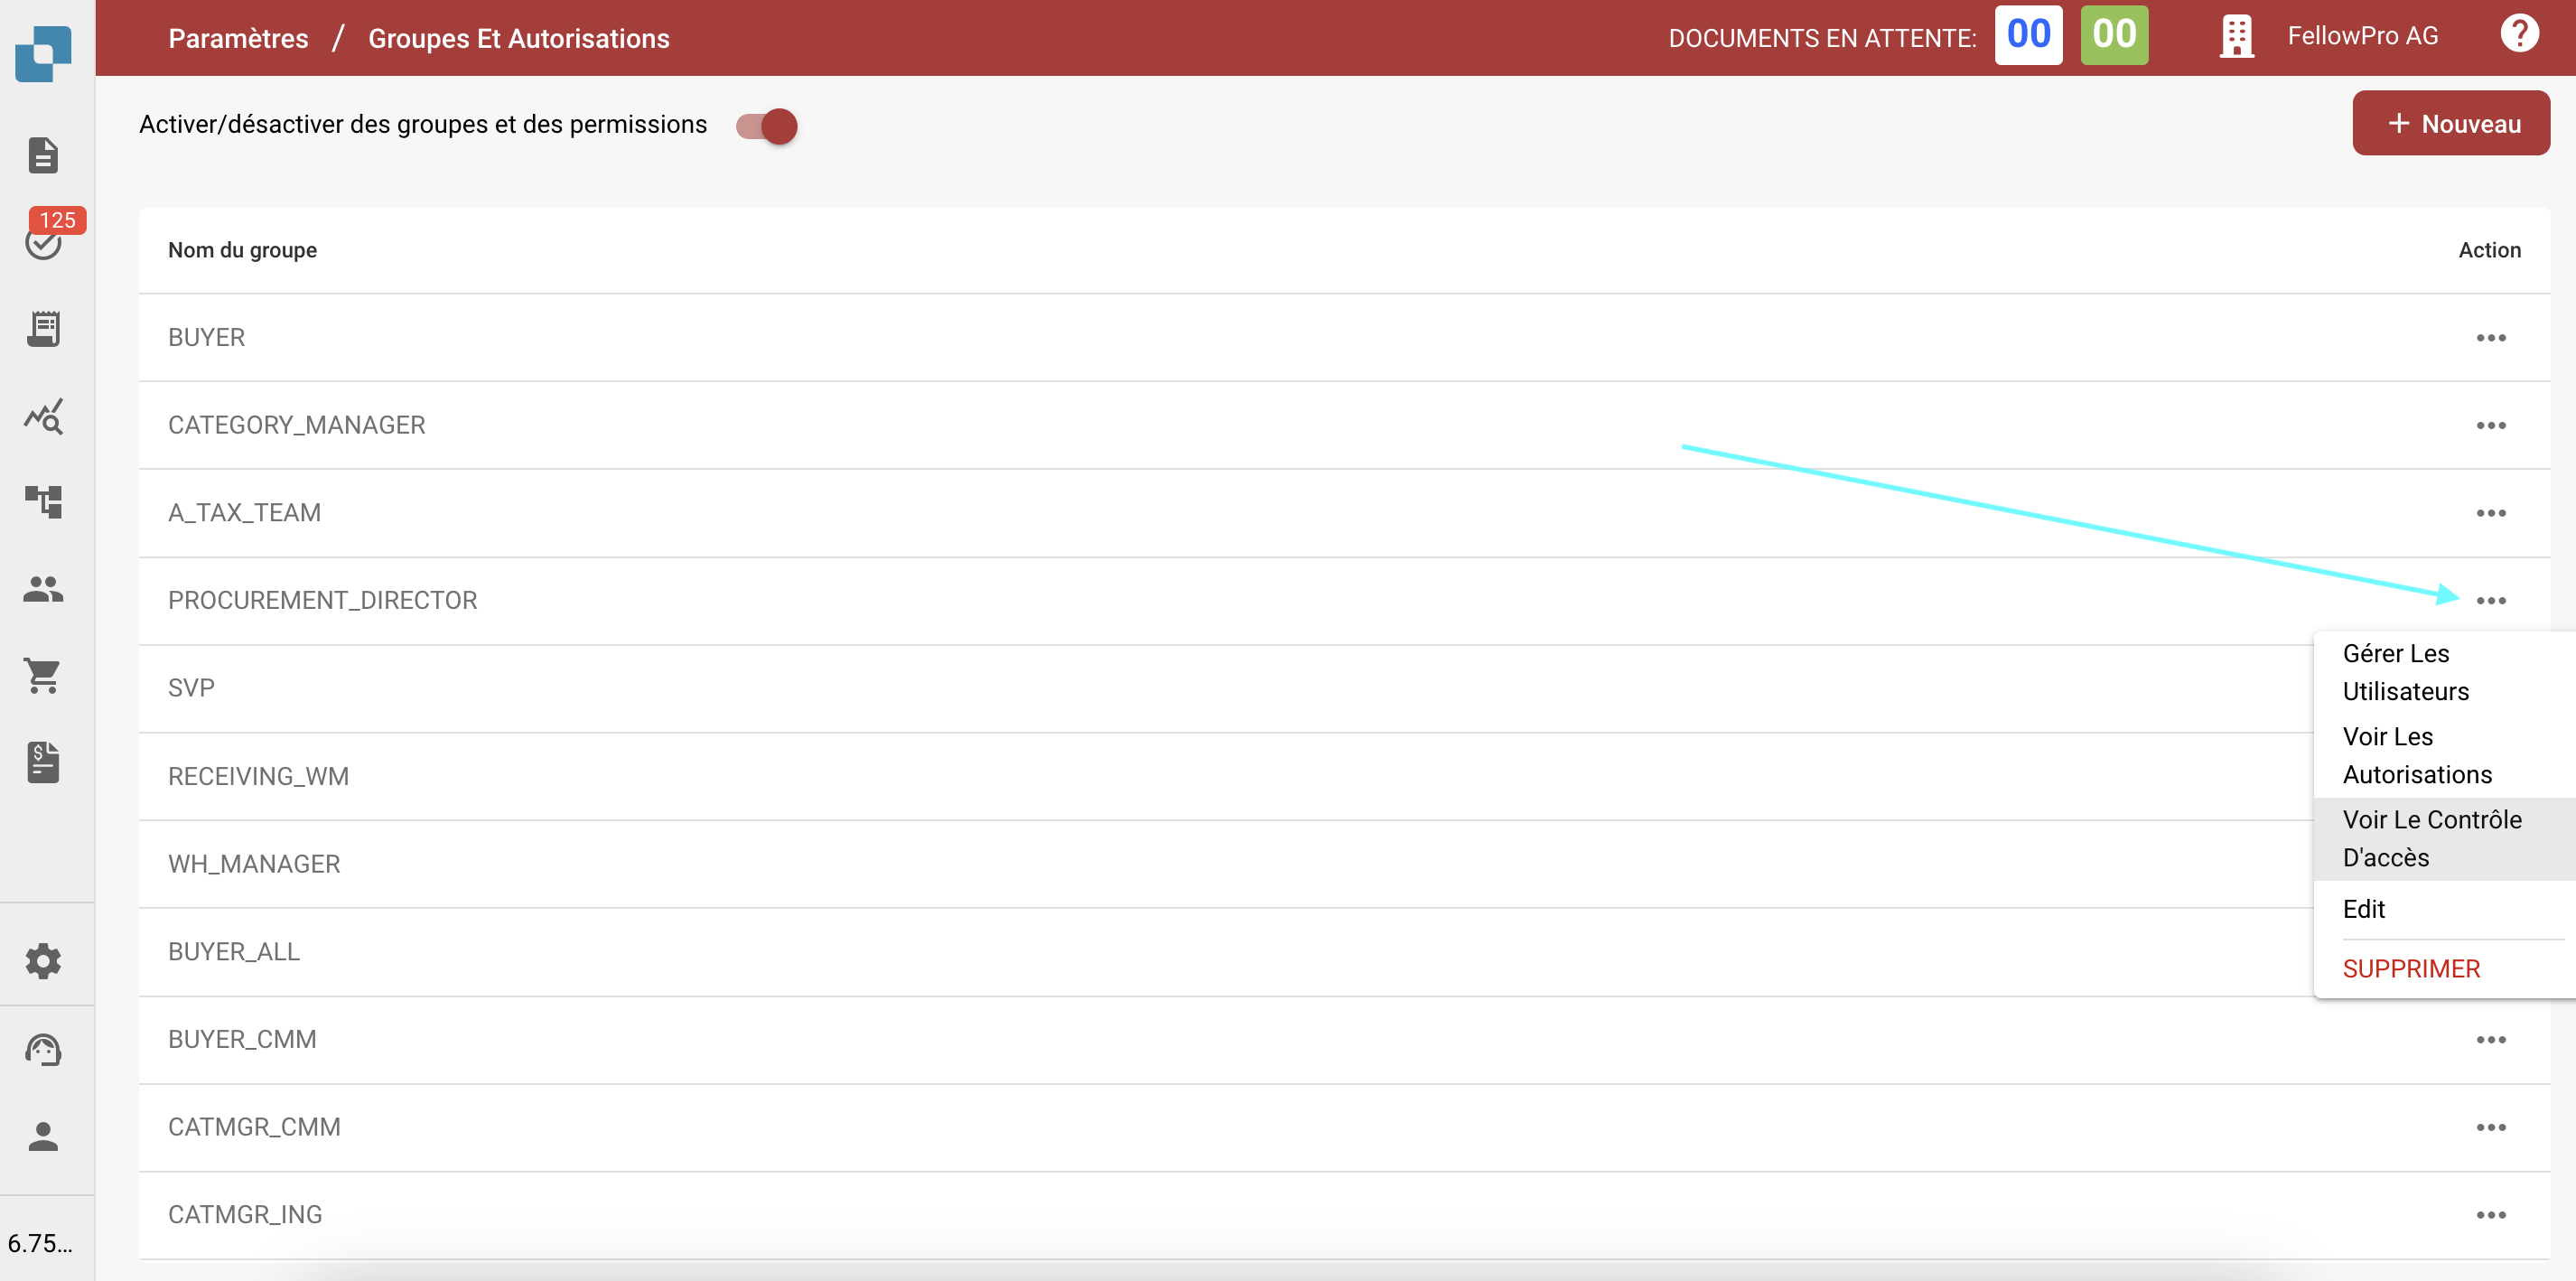 Paramètres / Groupes Et Autorisations
DOCUMENTS EN ATTENTE: 00 00 FellowPro AG ?
Activer/désactiver des groupes et des permissions
+ Nouveau
125
Nom du groupe Action
BUYER
CATEGORY_MANAGER
A_TAX_TEAM
PROCUREMENT_DIRECTOR
SVP
RECEIVING_WM
WH_MANAGER
BUYER_ALL
BUYER_CMM
CATMGR_CMM
CATMGR_ING
Gérer Les
Utilisateurs
Voir Les
Autorisations
Voir Le Contrôle
D'accès
Edit
SUPPRIMER
6.75...